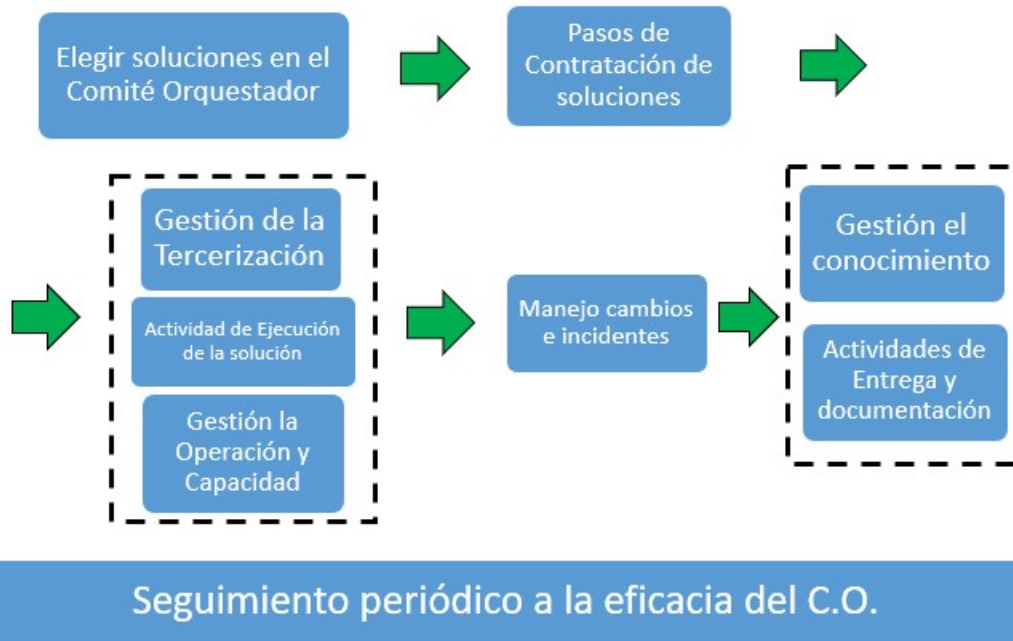 Elegir soluciones en el
Comité Orquestador
Pasos de
Contratación de
soluciones
Gestión de la
Tercerización
Actividad de Ejecución
de la solución
Gestión la
Operación y
Capacidad
Manejo cambios
e incidentes
Gestión el
conocimiento
Actividades de
Entrega y
documentación
Seguimiento periódico a la eficacia del C.O.